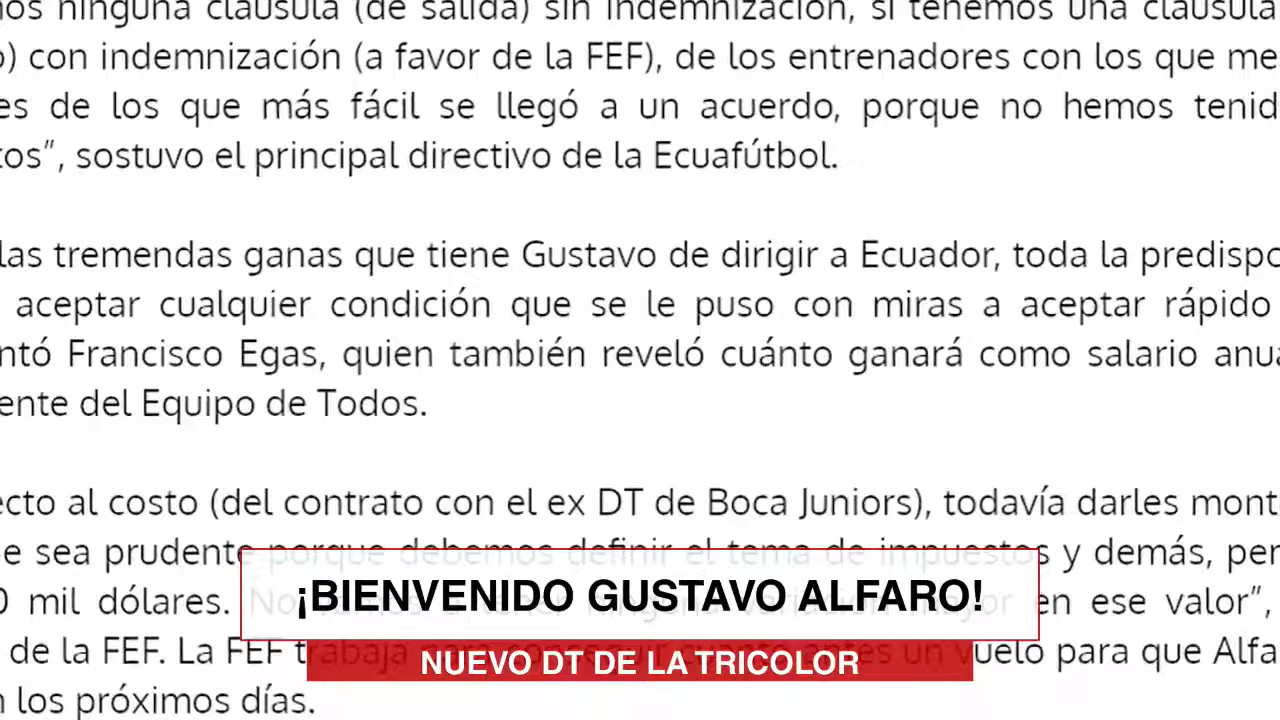 nos ninguna cláusula (de salida) sin indemnización, sí tenemos una cláusula
o) con indemnización (a favor de la FEF), de los entrenadores con los que me
es de los que más fácil se llegó a un acuerdo, porque no hemos tenid
tos”, sostuvo el principal directivo de la Ecuafútbol.
las tremendas ganas que tiene Gustavo de dirigir a Ecuador, toda la predispo
aceptar cualquier condición que se le puso con miras a aceptar rápido
ntó Francisco Egas, quien también reveló cuánto ganará como salario anua
ente del Equipo de Todos.
ecto al costo (del contrato con el ex DT de Boca Juniors), todavía darles mont
e sea prudente porque debemos definir el tema de impuestos y demás, per
0 mil dólares. No en ese valor”,
¡BIENVENIDO GUSTAVO ALFARO!
de la FEF. La FEF trabaja vuelo para que Alfa
NUEVO DT DE LA TRICOLOR
n los próximos días.